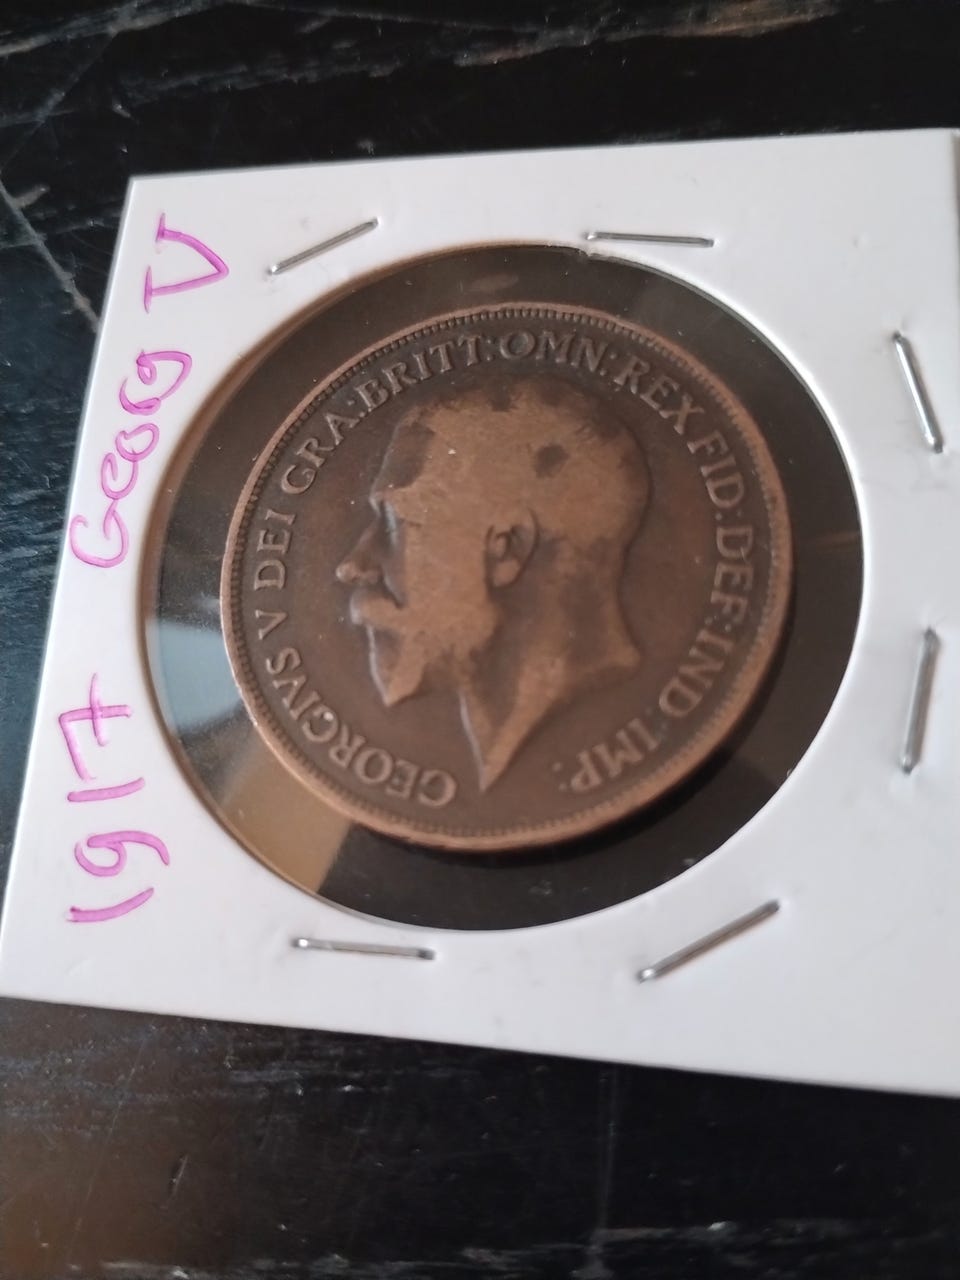 1917 Georg V
GEORGIVS V DEI GRA: BRITT: OMN: REX FID: DEF: IND: IMP: